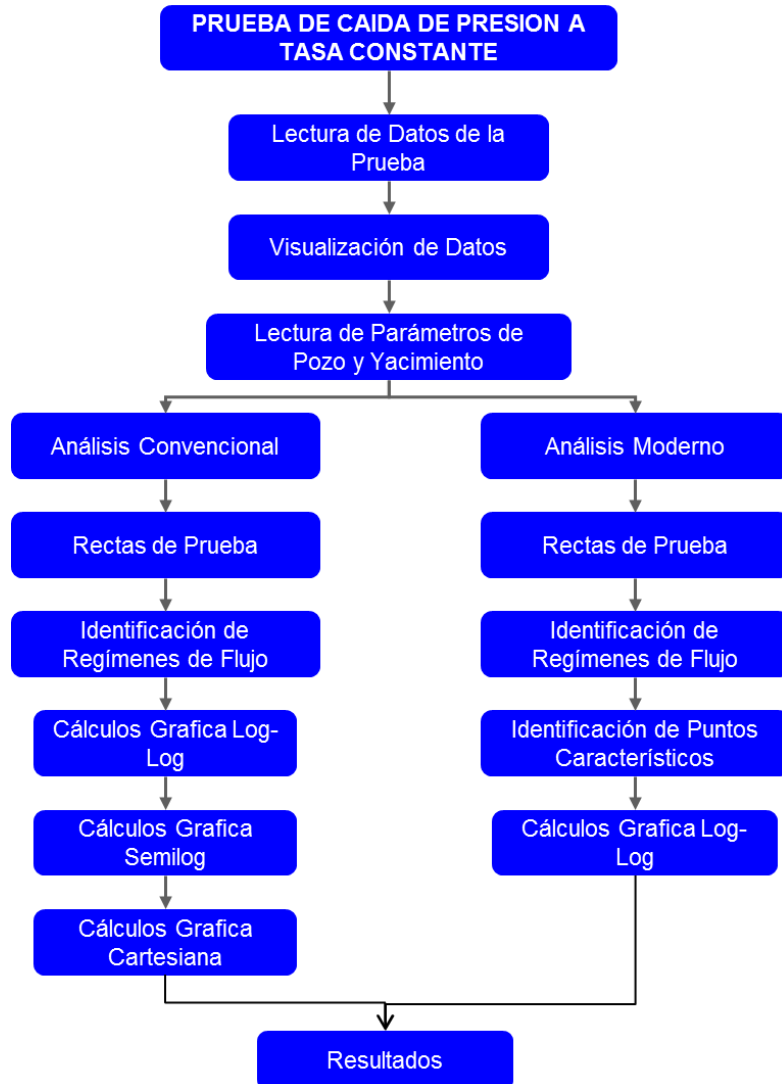 PRUEBA DE CAIDA DE PRESION A
TASA CONSTANTE
Lectura de Datos de la
Prueba
Visualización de Datos
Lectura de Parámetros de
Pozo y Yacimiento
Análisis Convencional
Rectas de Prueba
Identificación de
Regímenes de Flujo
Cálculos Grafica Log-
Log
Cálculos Grafica
Semilog
Cálculos Grafica
Cartesiana
Análisis Moderno
Rectas de Prueba
Identificación de
Regímenes de Flujo
Identificación de Puntos
Característicos
Cálculos Grafica Log-
Log
Resultados